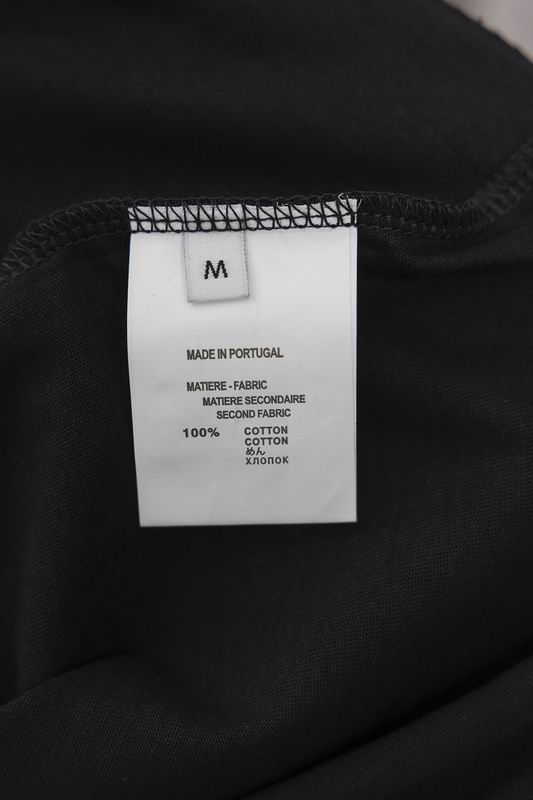 M
MADE IN PORTUGAL
MATIERE - FABRIC
MATIERE SECONDAIRE
SECOND FABRIC
100% COTTON
COTTON
めん
ХЛОПОК